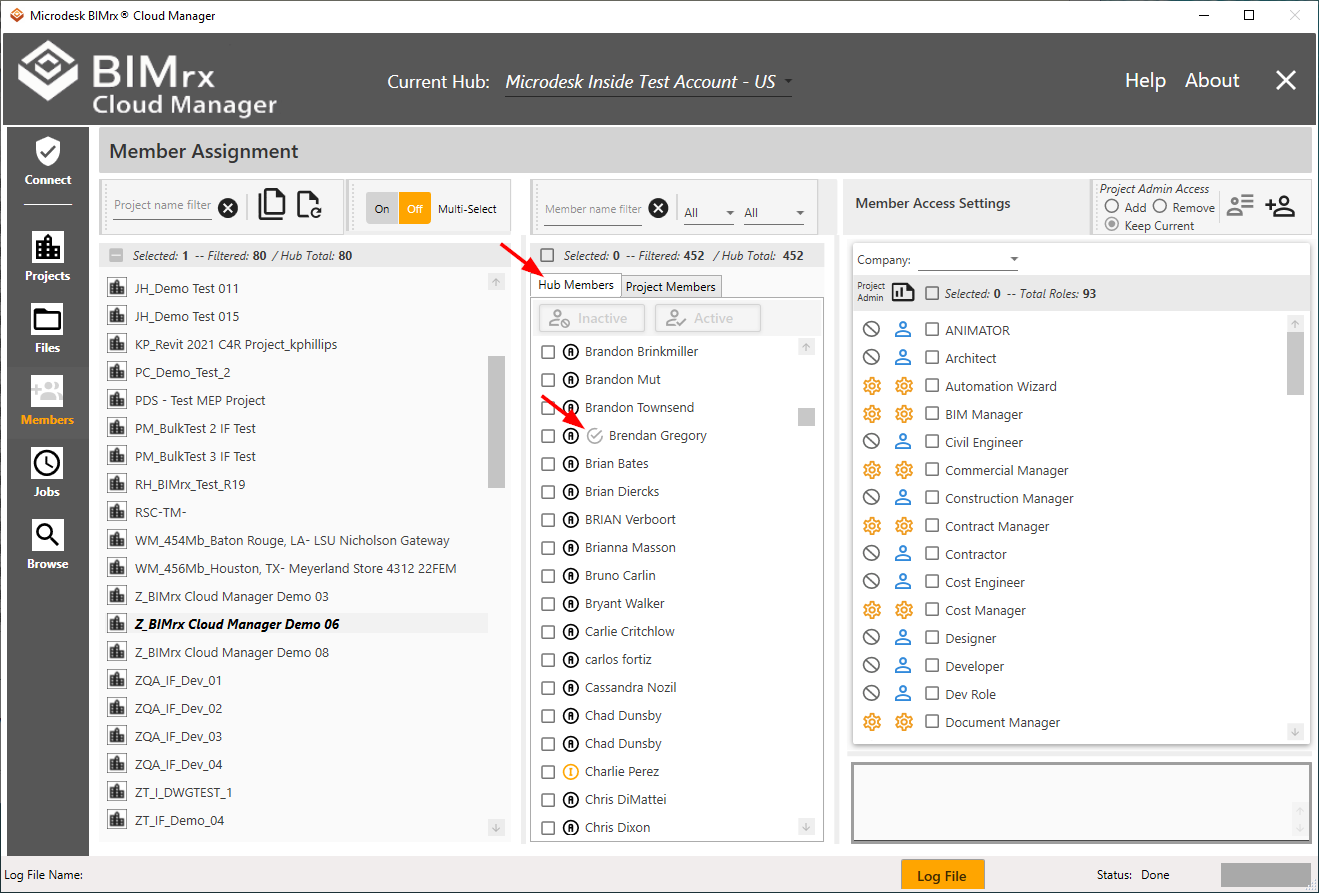 Microdesk BIMrx® Cloud Manager
BIMrx
Cloud Manager
Current Hub: Microdesk Inside Test Account - US
Help About
Connect
Projects
Files
Members
Jobs
Browse
Member Assignment
Project name filter
On Off Multi-Select
Selected: 1 -- Filtered: 80 / Hub Total: 80
JH_Demo Test 011
JH_Demo Test 015
KP_Revit 2021 C4R Project_kphillips
PC_Demo_Test_2
PDS - Test MEP Project
PM_BulkTest 2 IF Test
PM_BulkTest 3 IF Test
RH_BIMrx_Test_R19
RSC-TM-
WM_454Mb_Baton Rouge, LA- LSU Nicholson Gateway
WM_456Mb_Houston, TX- Meyerland Store 4312 22FEM
Z_BIMrx Cloud Manager Demo 03
Z_BIMrx Cloud Manager Demo 06
Z_BIMrx Cloud Manager Demo 08
ZQA_IF_Dev_01
ZQA_IF_Dev_02
ZQA_IF_Dev_03
ZQA_IF_Dev_04
ZT_I_DWGTEST_1
ZT_IF_Demo_04
Member name filter
All All
Selected: 0 -- Filtered: 452 / Hub Total: 452
Hub Members Project Members
Inactive Active
Brandon Brinkmiller
Brandon Mut
Brandon Townsend
Brendan Gregory
Brian Bates
Brian Diercks
BRIAN Verboort
Brianna Masson
Bruno Carlin
Bryant Walker
Carlie Critchlow
carlos fortiz
Cassandra Nozil
Chad Dunsby
Chad Dunsby
Charlie Perez
Chris DiMattei
Chris Dixon
Member Access Settings
Project Admin Access
Add Remove
Keep Current
Company:
Project
Admin
Selected: 0 -- Total Roles: 93
ANIMATOR
Architect
Automation Wizard
BIM Manager
Civil Engineer
Commercial Manager
Construction Manager
Contract Manager
Contractor
Cost Engineer
Cost Manager
Designer
Developer
Dev Role
Document Manager
Log File Name:
Log File
Status: Done